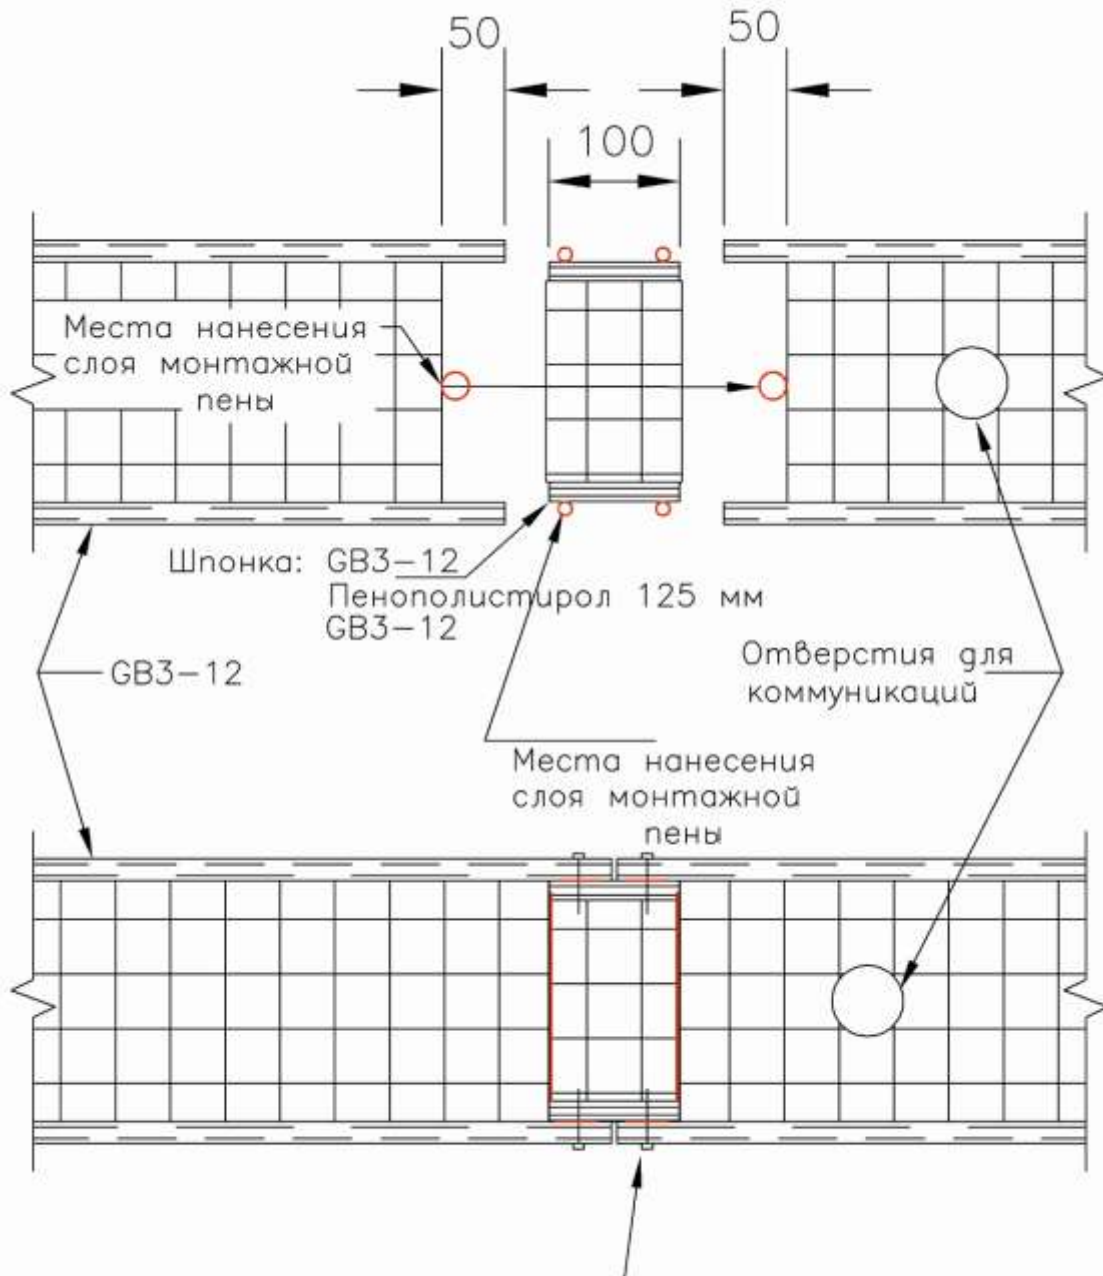 50
50
100
Места нанесения
слоя монтажной
пены
Шпонка: GB3-12
Пенополистирол 125 мм
GB3-12
GB3-12
Отверстия для
коммуникаций
Места нанесения
слоя монтажной
пены